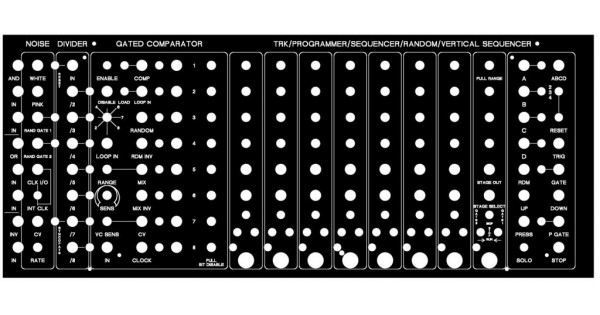 NOISE DIVIDER GATED COMPARATOR TRK/PROGRAMMER/SEQUENCER/RANDOM/VERTICAL SEQUENCER
1
AND WHITE IN ENABLE COMP FULL RANGE A ABCD
2
IN PINK /2 DISABLE LOAD LOOP IN B
3
IN RAND GATE 1 /3 RANDOM C RESET
4
OR RAND GATE 2 /4 LOOP IN RDM INV D TRIG
5
IN CLK I/O /5 RANGE MIX STAGE OUT RDM GATE
6
IN INT CLK /6 SENS MIX INV STAGE SELECT UP DOWN
7
INV CV /7 VC SENS CV PRESS P GATE
8
IN RATE /8 IN CLOCK FULL
BIT DISABLE FULL SOLO STOP